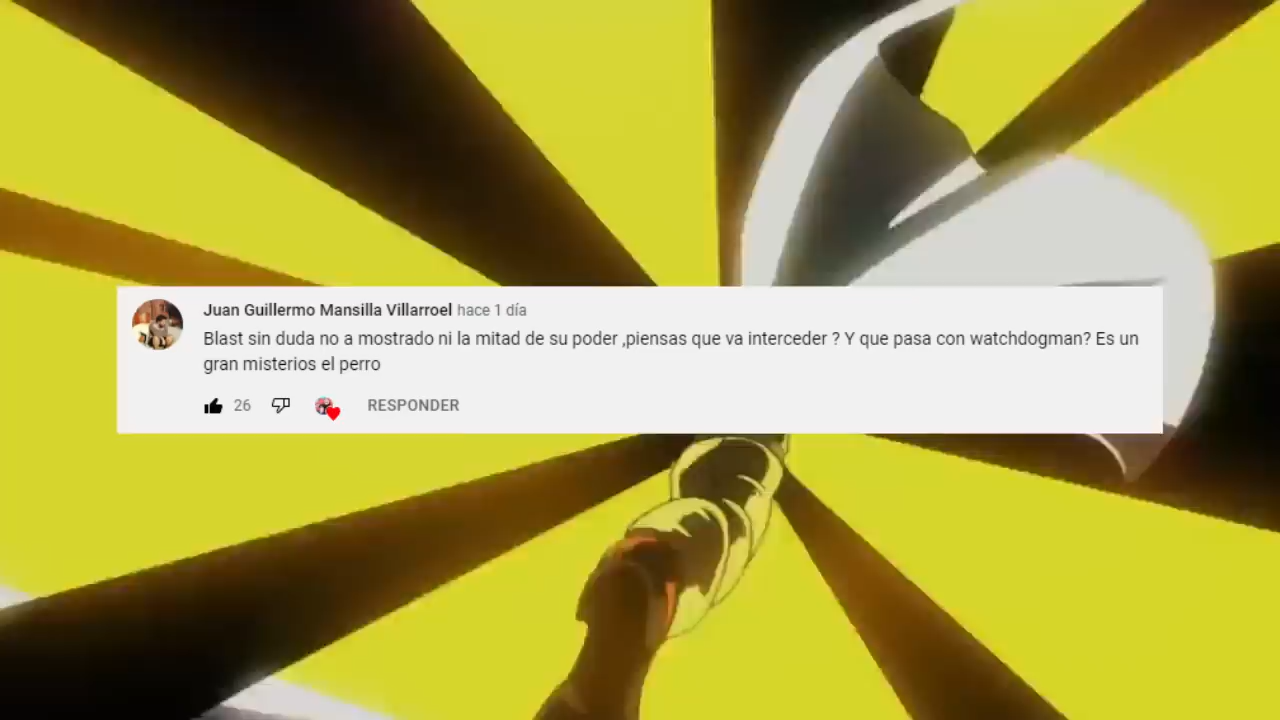 Juan Guillermo Mansilla Villarroel hace 1 día
Blast sin duda no a mostrado ni la mitad de su poder ,piensas que va interceder ? Y que pasa con watchdogman? Es un
gran misterios el perro
26 RESPONDER